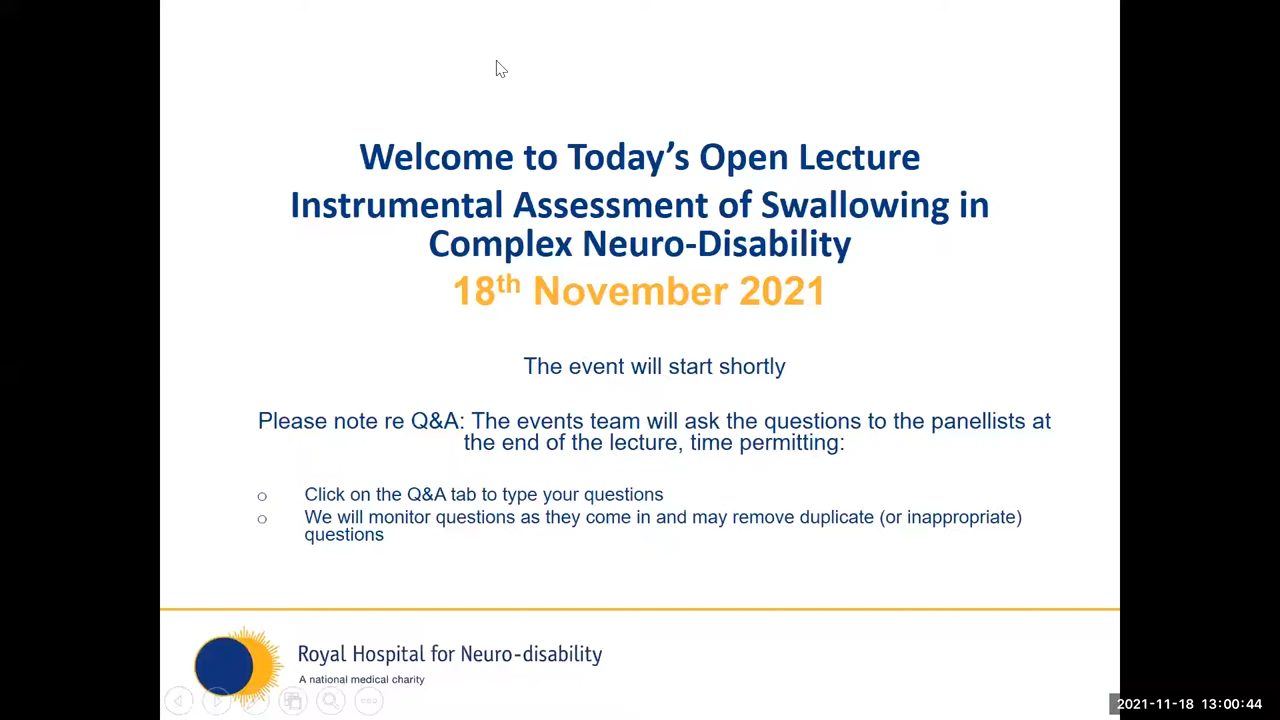 Welcome to Today’s Open Lecture
Instrumental Assessment of Swallowing in
Complex Neuro-Disability
18th November 2021
The event will start shortly
Please note re Q&A: The events team will ask the questions to the panellists at
the end of the lecture, time permitting:
o Click on the Q&A tab to type your questions
o We will monitor questions as they come in and may remove duplicate (or inappropriate)
questions
Royal Hospital for Neuro-disability
A national medical charity
2021-11-18 13:00:44